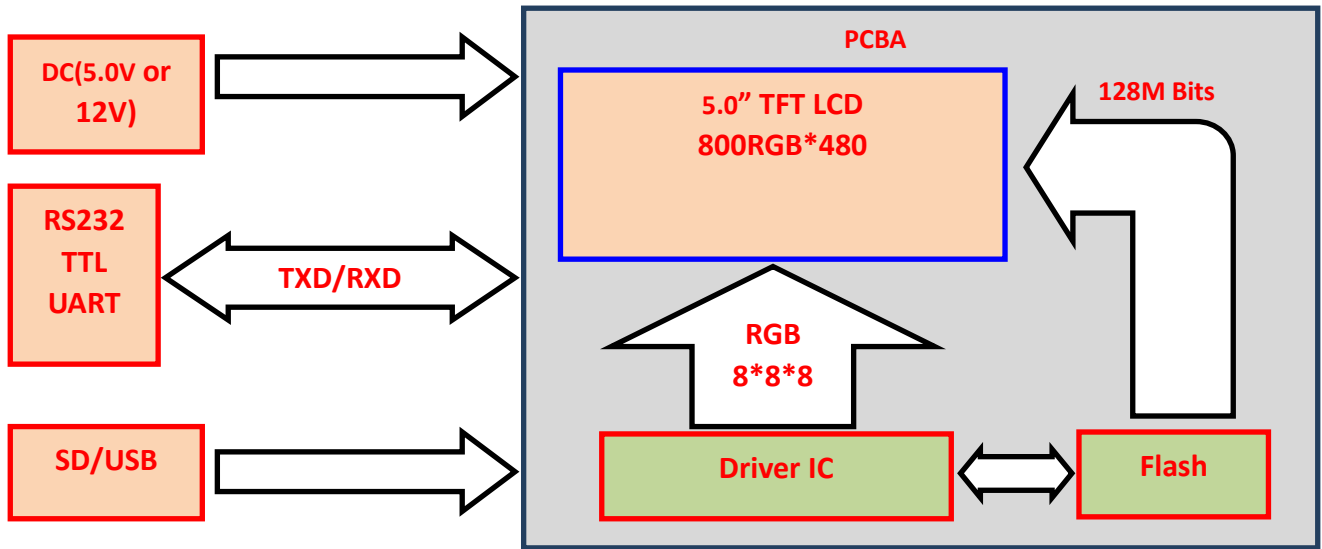 PCBA
DC(5.0V or
12V)
5.0” TFT LCD
800RGB*480
128M Bits
RS232
TTL
UART
TXD/RXD
RGB
8*8*8
SD/USB
Driver IC
Flash